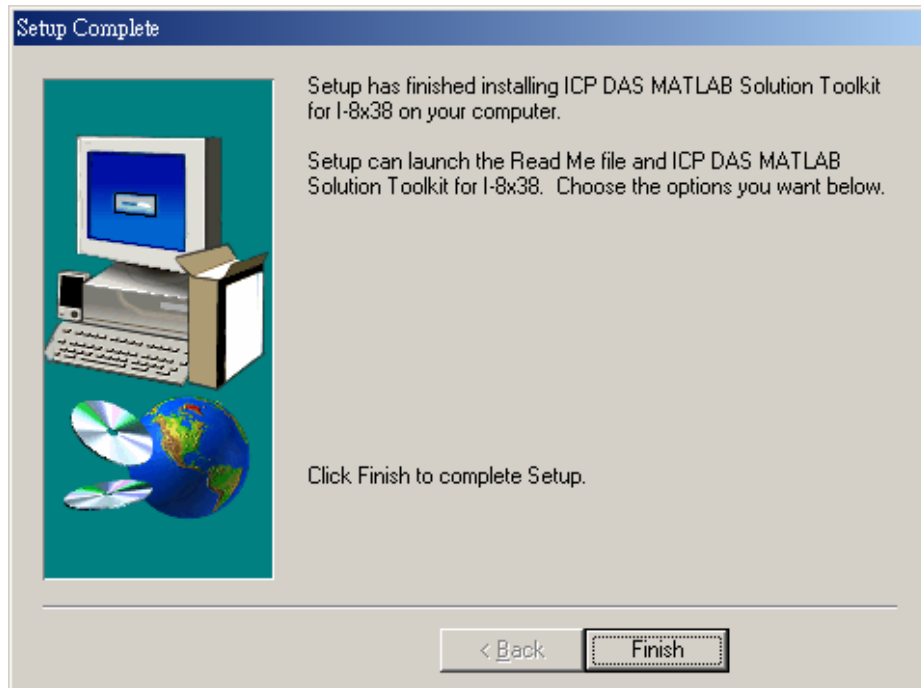 Setup Complete
Setup has finished installing ICP DAS MATLAB Solution Toolkit
for I-8x38 on your computer.
Setup can launch the Read Me file and ICP DAS MATLAB
Solution Toolkit for I-8x38.  Choose the options you want below.
Click Finish to complete Setup.
< Back
Finish